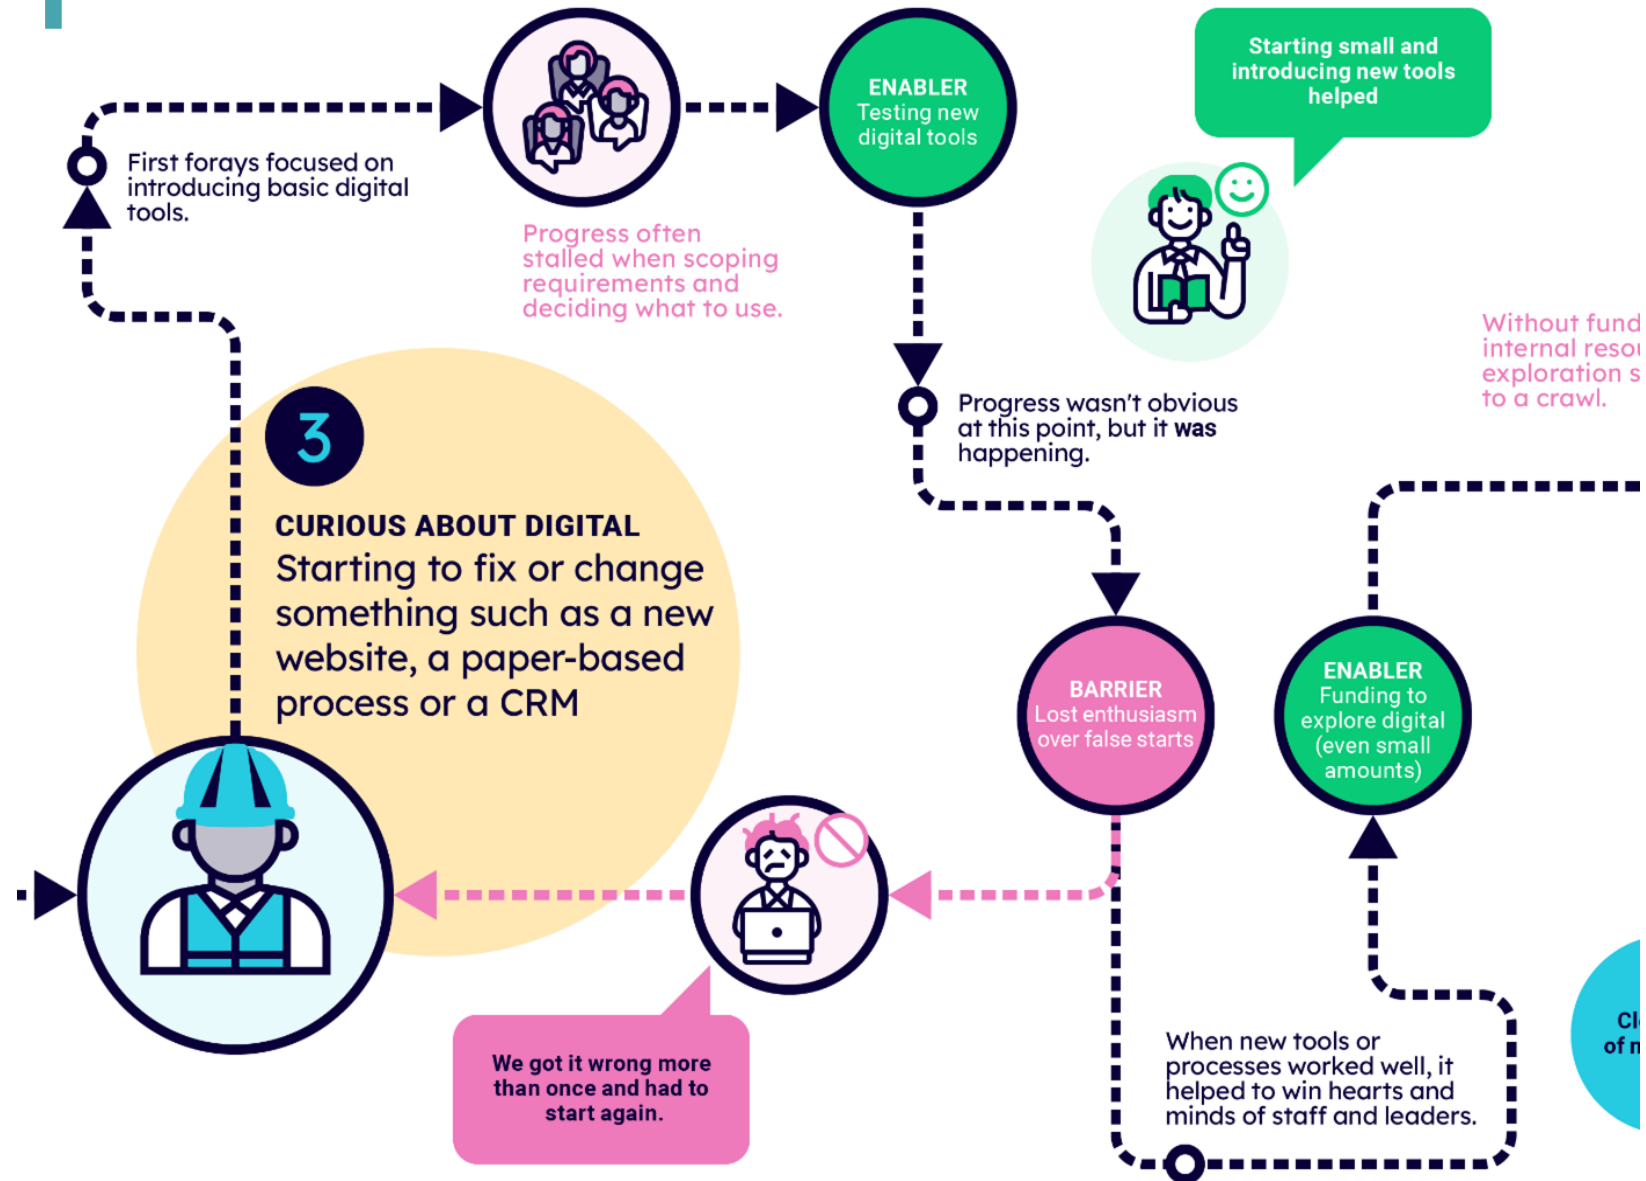 Starting small and
introducing new tools
helped
ENABLER
Testing new
digital tools
First forays focused on
introducing basic digital
tools.
Progress often
stalled when scoping
requirements and
deciding what to use.
Without fund
internal resou
exploration s
to a crawl.
Progress wasn't obvious
at this point, but it was
happening.
3
CURIOUS ABOUT DIGITAL
Starting to fix or change
something such as a new
website, a paper-based
process or a CRM
BARRIER
Lost enthusiasm
over false starts
ENABLER
Funding to
explore digital
(even small
amounts)
We got it wrong more
than once and had to
start again.
When new tools or
processes worked well, it
helped to win hearts and
minds of staff and leaders.
Cl
of